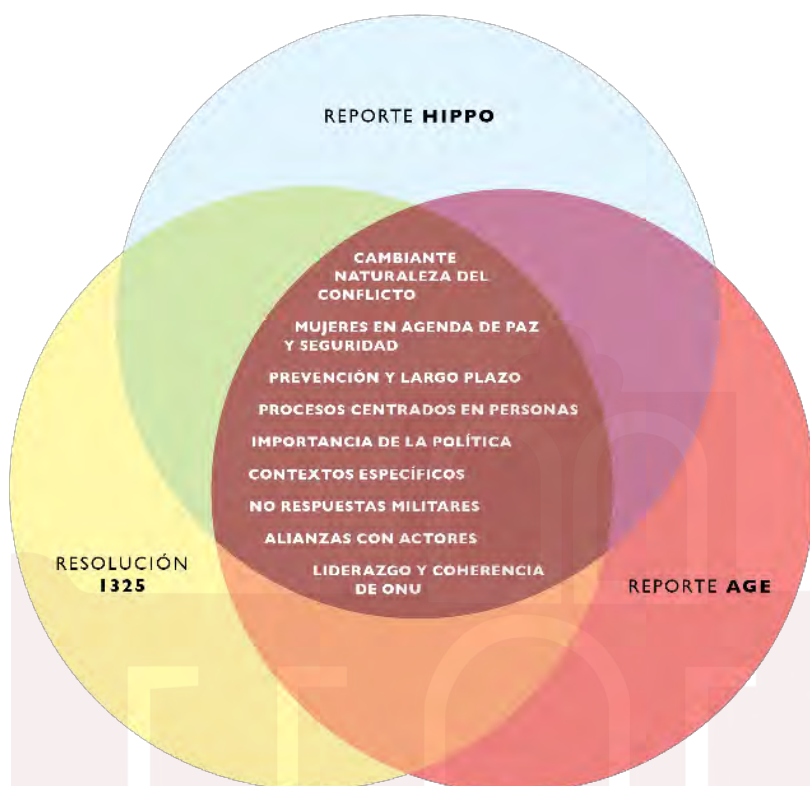 REPORTE HIPPO
CAMBIANTE
NATURALEZA DEL
CONFLICTO
MUJERES EN AGENDA DE PAZ
Y SEGURIDAD
PREVENCIÓN Y LARGO PLAZO
PROCESOS CENTRADOS EN PERSONAS
IMPORTANCIA DE LA POLÍTICA
CONTEXTOS ESPECÍFICOS
NO RESPUESTAS MILITARES
ALIANZAS CON ACTORES
LIDERAZGO Y COHERENCIA
DE ONU
RESOLUCIÓN
1325
REPORTE AGE